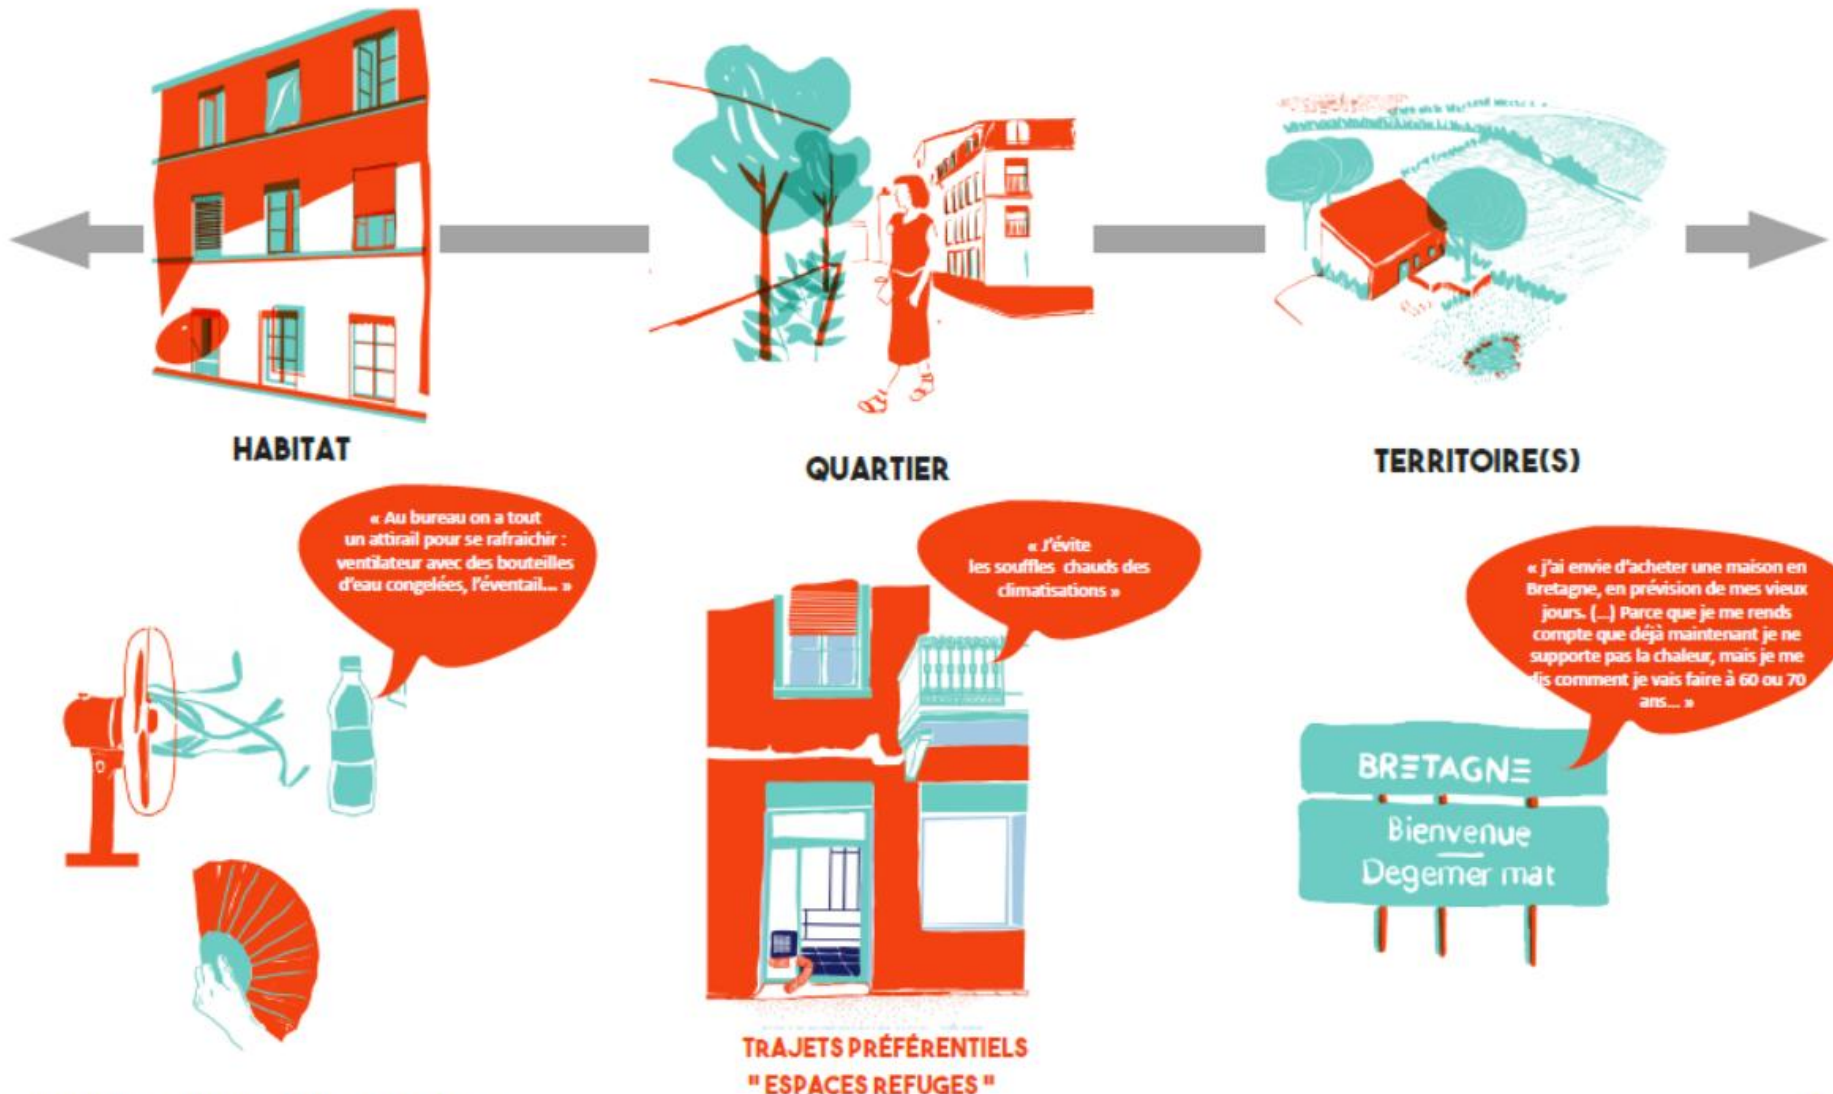 HABITAT
QUARTIER
TERRITOIRE(S)
« Au bureau on a tout
un attirail pour se rafraichir :
ventilateur avec des bouteilles
d'eau congelées, l'éventail... »
« J'évite
les souffles chauds des
climatisations »
« j'ai envie d'acheter une maison en
Bretagne, en prévision de mes vieux
jours. (...) Parce que je me rends
compte que déjà maintenant je ne
supporte pas la chaleur, mais je me
dis comment je vais faire à 60 ou 70
ans... »
BRETAGNE
Bienvenue
Degemer mat
TRAJETS PRÉFÉRENTIELS
" ESPACES REFUGES "